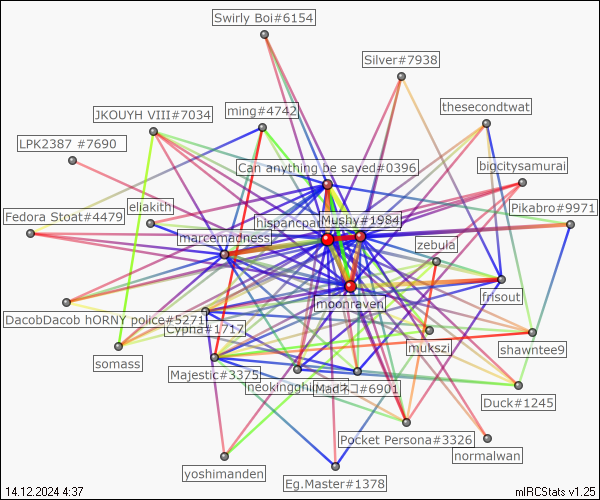 Swirly Boi#6154
Silver#7938
thesecondtwat
ming#4742
JKOUYH VIII#7034
LPK2387 #7690
Can anything be saved#0396
bigcitysamurai
eliakith
Pikabro#9971
Fedora Stoat#4479
hispancpa
Mushy#1984
marcemadness
zebula
moonraven
frisout
DacobDacob hORNY police#5271
Cypna#1717
shawntee9
mukszi
somass
Majestic#3375
neokingghi
Madネコ#6901
Duck#1245
Pocket Persona#3326
normalwan
yoshimanden
Eg.Master#1378
14.12.2024 4:37
mIRCStats v1.25